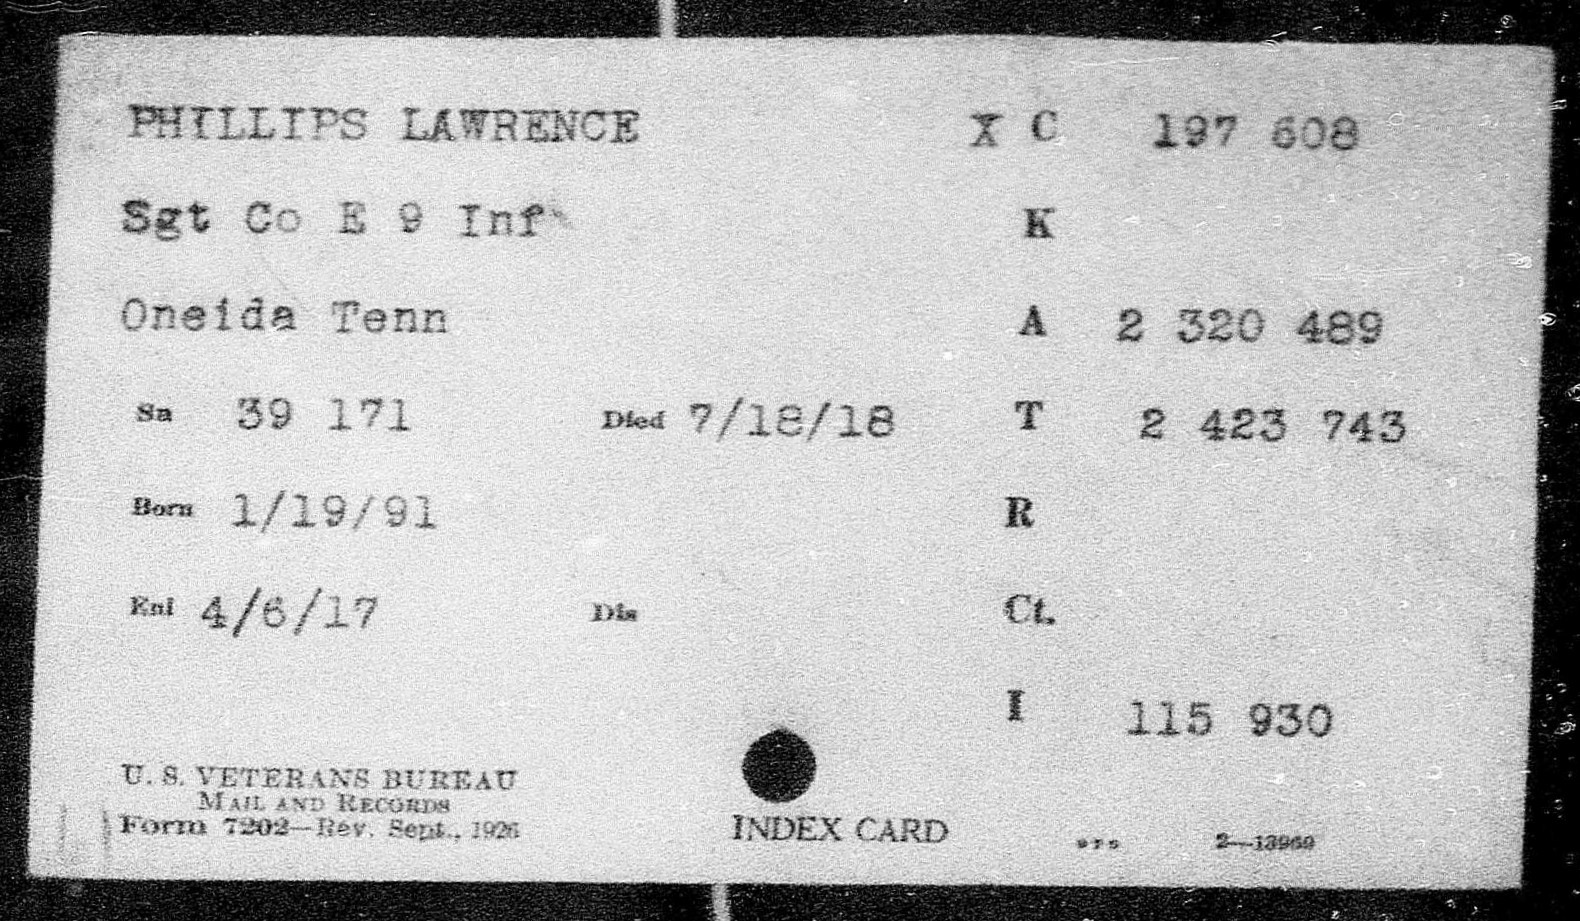 PHILLIPS LAWRENCE X C 197 608
Sgt Co E 9 Inf
K
Oneida Tenn A 2 320 489
Sn 39 171 Died 7/18/18 T 2 423 743
Born 1/19/91 R
Enl 4/6/17 Dis Ct.
I 115 930
U. S. VETERANS BUREAU
MAIL AND RECORDS
Form 7202—Rev. Sept., 1926
INDEX CARD
2—13969